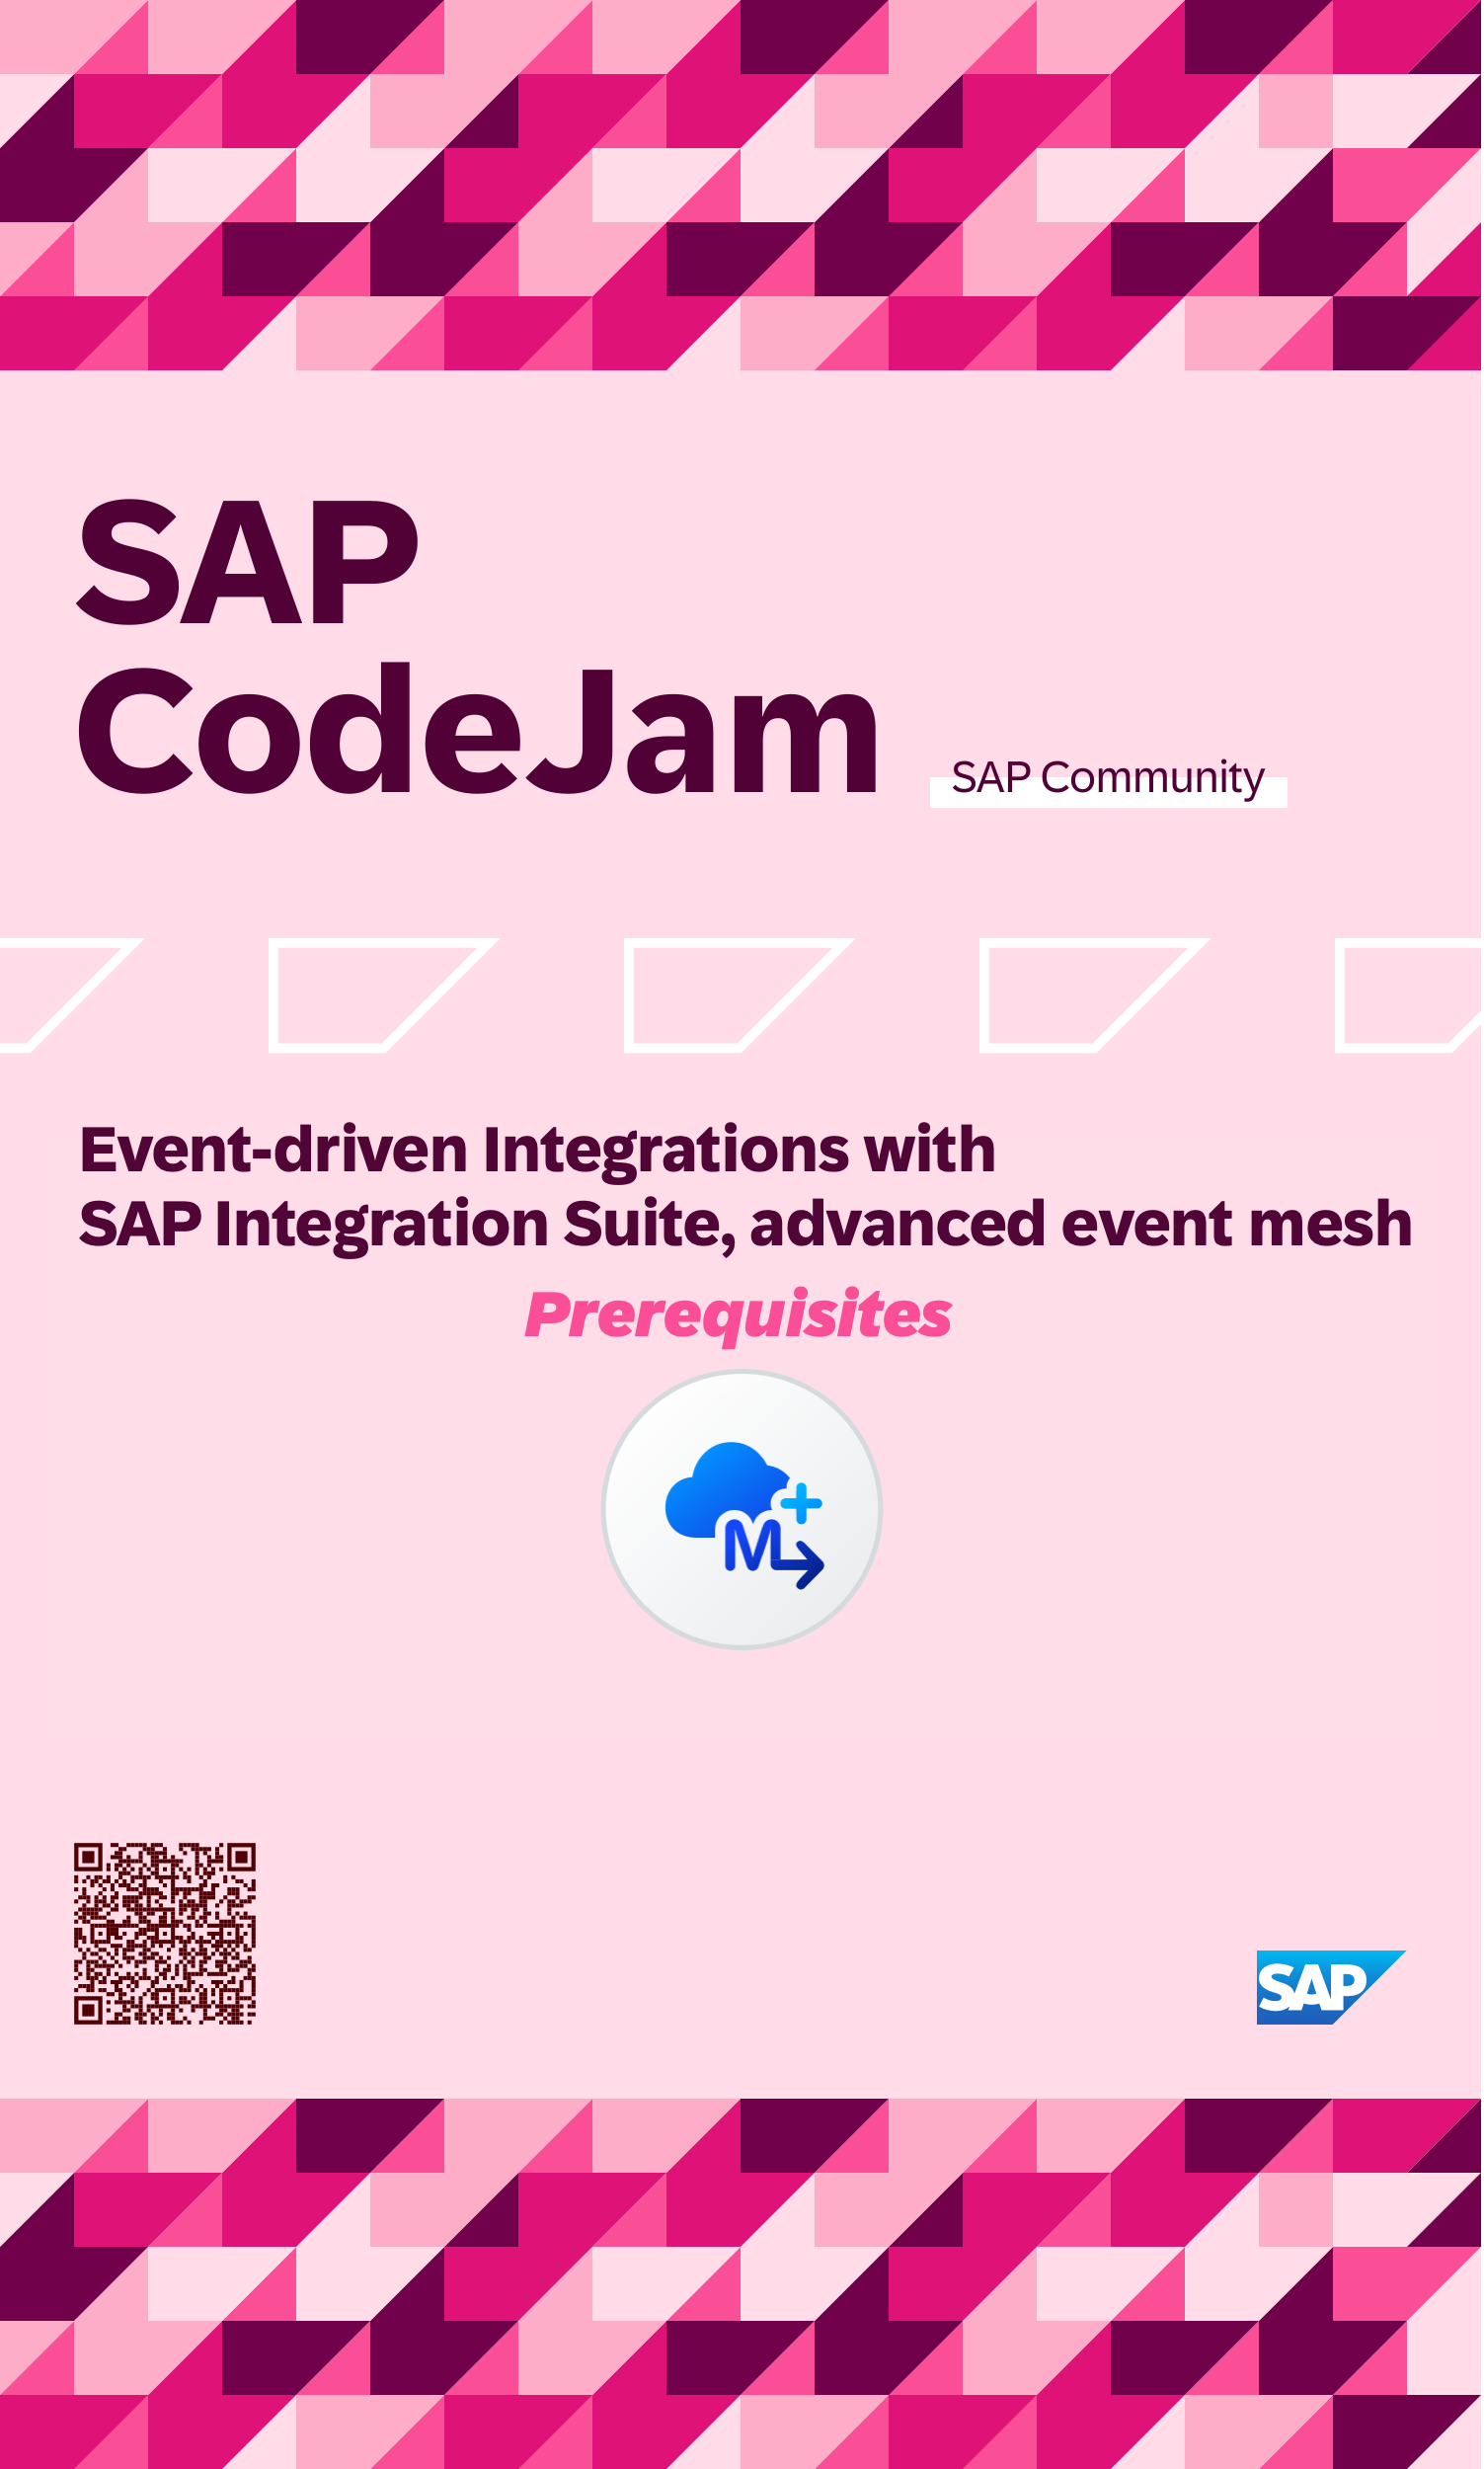 SAP
CodeJam
SAP Community
Event-driven Integrations with
SAP Integration Suite, advanced event mesh
Prerequisites
M
SAP